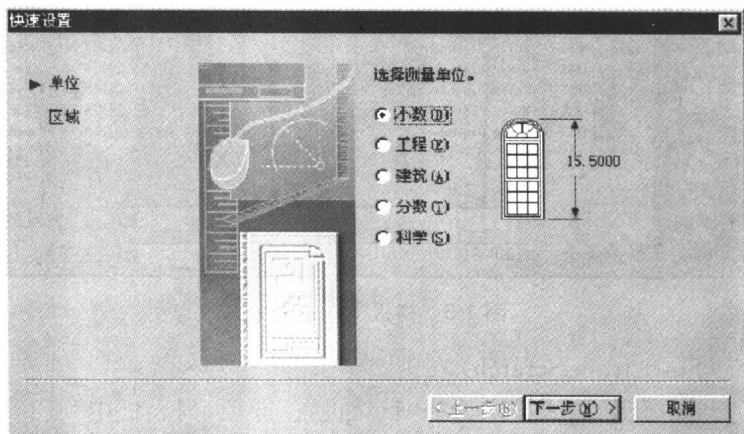 快速设置
单位
区域
选择测量单位。
小数(D)
工程(E)
建筑(A)
分数(T)
科学(S)
15.5000
<上一步(B)
下一步(N) >
取消